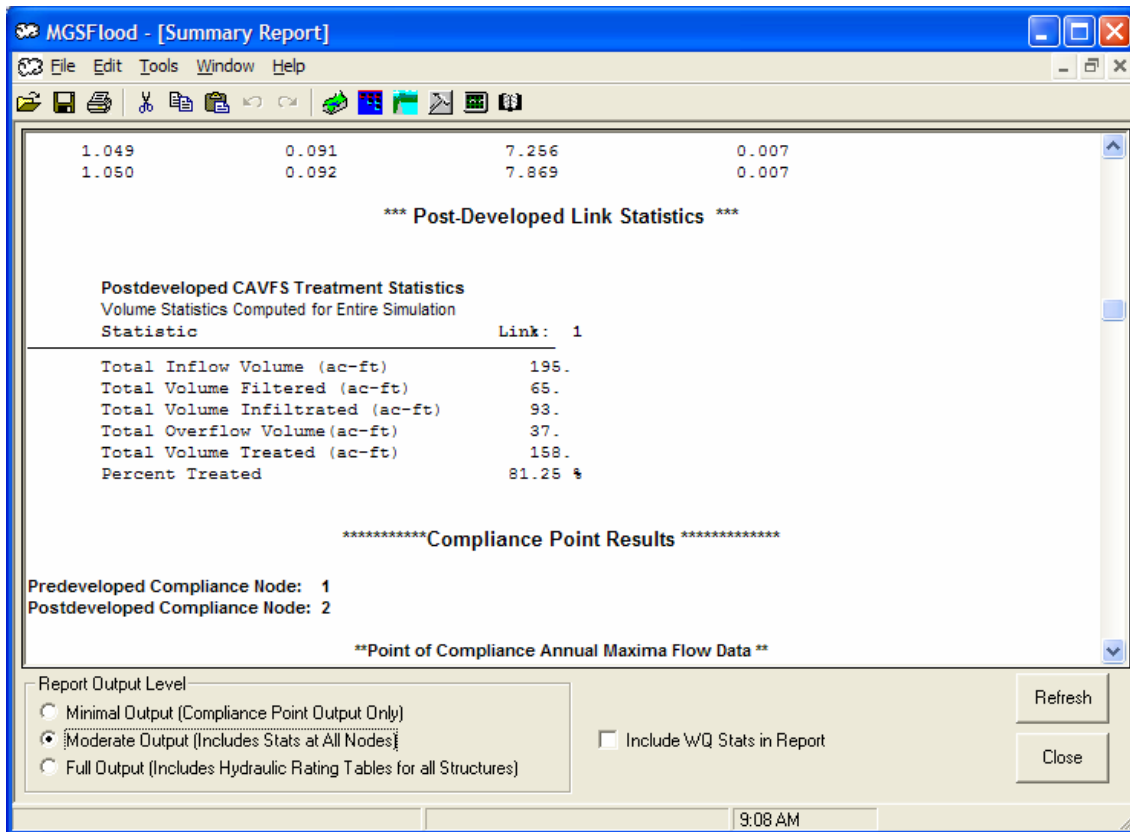 MGSFlood - [Summary Report]
File Edit Tools Window Help
1.049 0.091 7.256 0.007
1.050 0.092 7.869 0.007
*** Post-Developed Link Statistics ***
Postdeveloped CAVFS Treatment Statistics
Volume Statistics Computed for Entire Simulation
Statistic Link: 1
Total Inflow Volume (ac-ft) 195.
Total Volume Filtered (ac-ft) 65.
Total Volume Infiltrated (ac-ft) 93.
Total Overflow Volume(ac-ft) 37.
Total Volume Treated (ac-ft) 158.
Percent Treated 81.25 %
***********Compliance Point Results *************
Predeveloped Compliance Node: 1
Postdeveloped Compliance Node: 2
**Point of Compliance Annual Maxima Flow Data **
Report Output Level
Minimal Output (Compliance Point Output Only)
Moderate Output (Includes Stats at All Nodes)
Full Output (Includes Hydraulic Rating Tables for all Structures)
Include WQ Stats in Report
Refresh
Close
9:08 AM